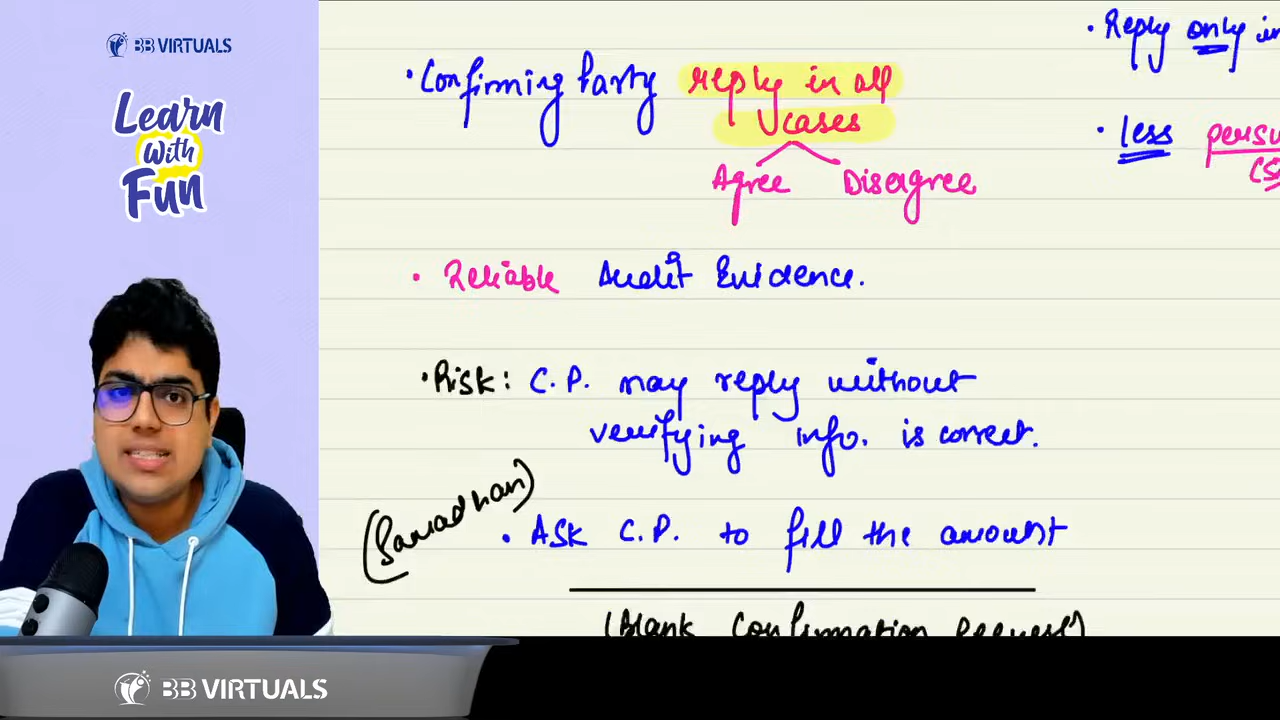 BB VIRTUALS
Learn
With
Fun
• Confirming Party reply in all
cases
Agree Disagree
• Reliable Audit Evidence.
• Risk: C.P. may reply without
verifying info. is correct.
(Samadhan)
• Ask C.P. to fill the amount
(Blank Confirmation Request)
• Reply only in
• less
BB VIRTUALS